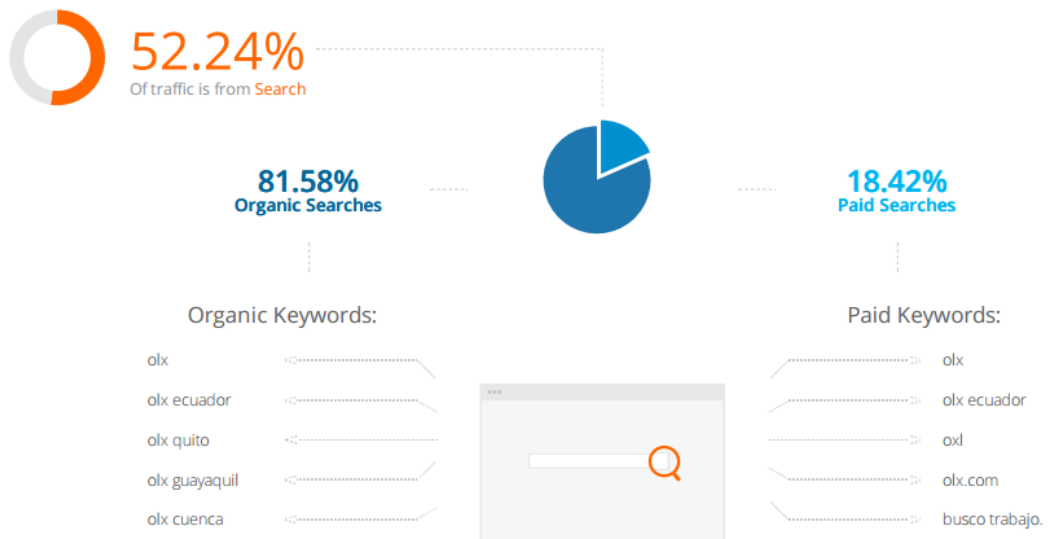 52.24%
Of traffic is from Search
81.58%
Organic Searches
18.42%
Paid Searches
Organic Keywords:
olx
olx ecuador
olx quito
olx guayaquil
olx cuenca
Paid Keywords:
olx
olx ecuador
oxl
olx.com
busco trabajo.